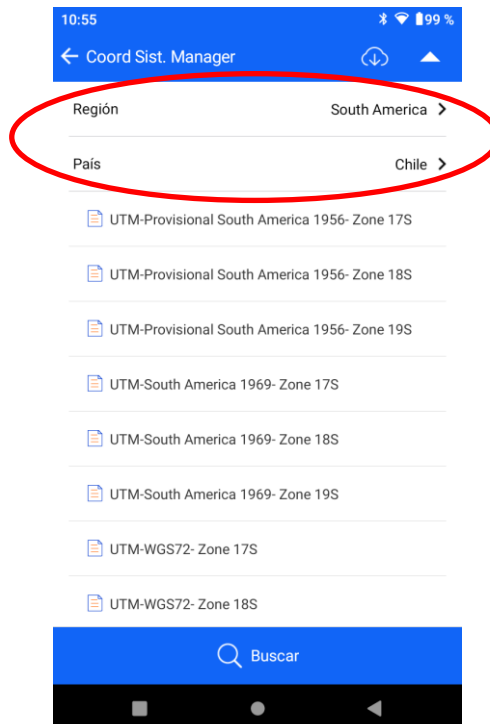 10:55 99 %
Coord Sist. Manager
Región South America
País Chile
UTM-Provisional South America 1956- Zone 17S
UTM-Provisional South America 1956- Zone 18S
UTM-Provisional South America 1956- Zone 19S
UTM-South America 1969- Zone 17S
UTM-South America 1969- Zone 18S
UTM-South America 1969- Zone 19S
UTM-WGS72- Zone 17S
UTM-WGS72- Zone 18S
Buscar